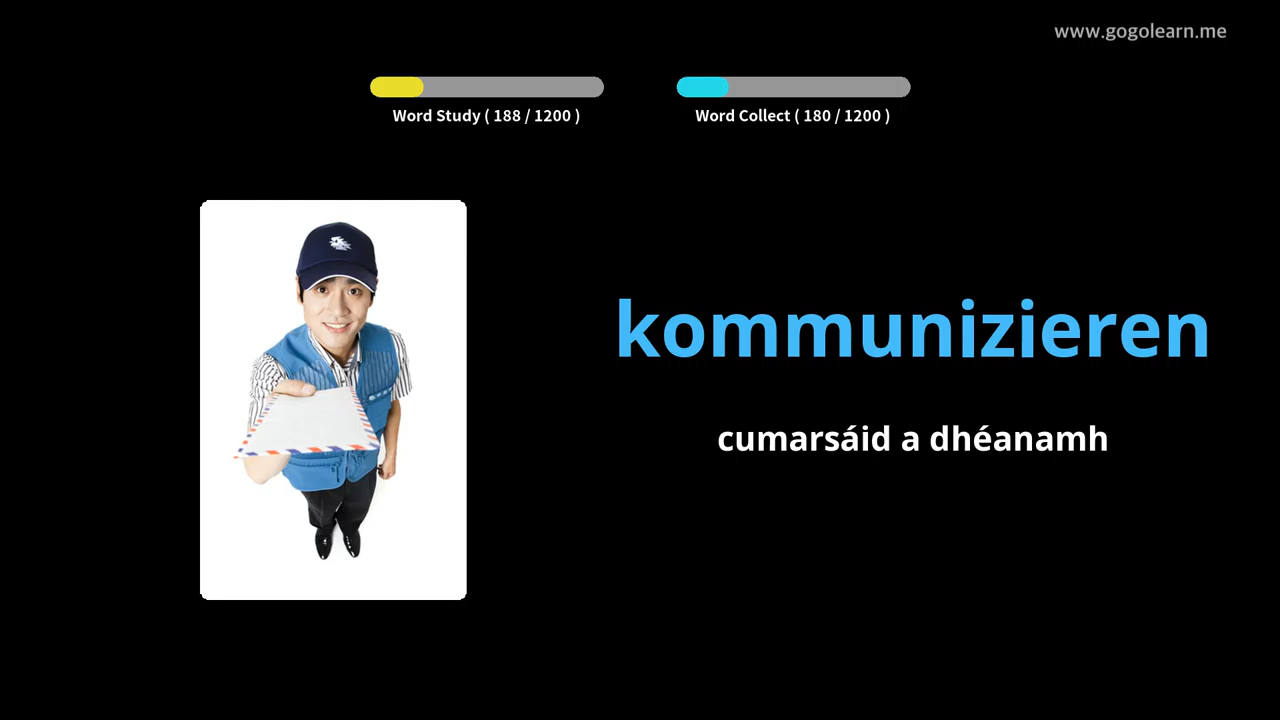 www.gogolearn.me
Word Study ( 188 / 1200 )
Word Collect ( 180 / 1200 )
kommunizieren
cumarsáid a dhéanamh